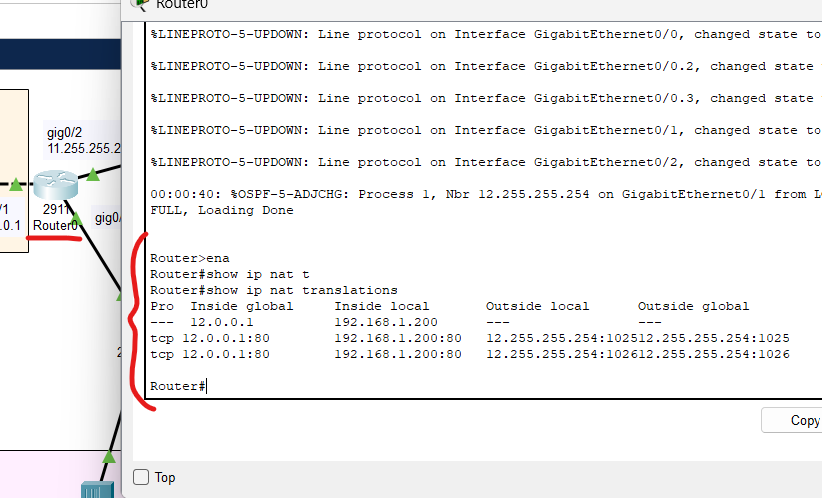 Router0
%LINEPROTO-5-UPDOWN: Line protocol on Interface GigabitEthernet0/0, changed state to
%LINEPROTO-5-UPDOWN: Line protocol on Interface GigabitEthernet0/0.2, changed state
%LINEPROTO-5-UPDOWN: Line protocol on Interface GigabitEthernet0/0.3, changed state
%LINEPROTO-5-UPDOWN: Line protocol on Interface GigabitEthernet0/1, changed state to
%LINEPROTO-5-UPDOWN: Line protocol on Interface GigabitEthernet0/2, changed state to
00:00:40: %OSPF-5-ADJCHG: Process 1, Nbr 12.255.255.254 on GigabitEthernet0/1 from L
FULL, Loading Done
Router>ena
Router#show ip nat t
Router#show ip nat translations
Pro Inside global Inside local Outside local Outside global
--- 12.0.0.1 192.168.1.200 --- ---
tcp 12.0.0.1:80 192.168.1.200:80 12.255.255.254:102512.255.255.254:1025
tcp 12.0.0.1:80 192.168.1.200:80 12.255.255.254:102612.255.255.254:1026
Router#
Copy
Top
gig0/2
11.255.255.2
/1
.0.1
2911
Router0
gig0/
2